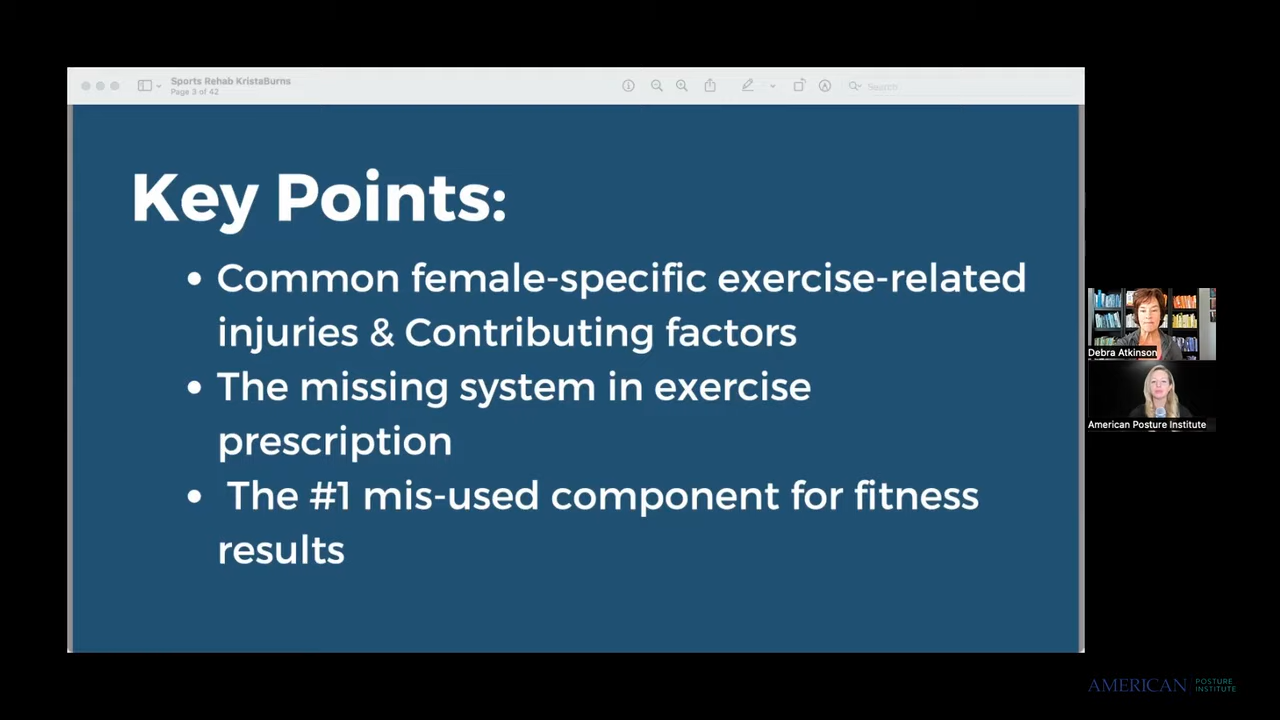 Sports Rehab KristaBurns
Page 3 of 42
Search
Key Points:
• Common female-specific exercise-related
injuries & Contributing factors
• The missing system in exercise
prescription
• The #1 mis-used component for fitness
results
Debra Atkinson
American Posture Institute
AMERICAN POSTURE
INSTITUTE